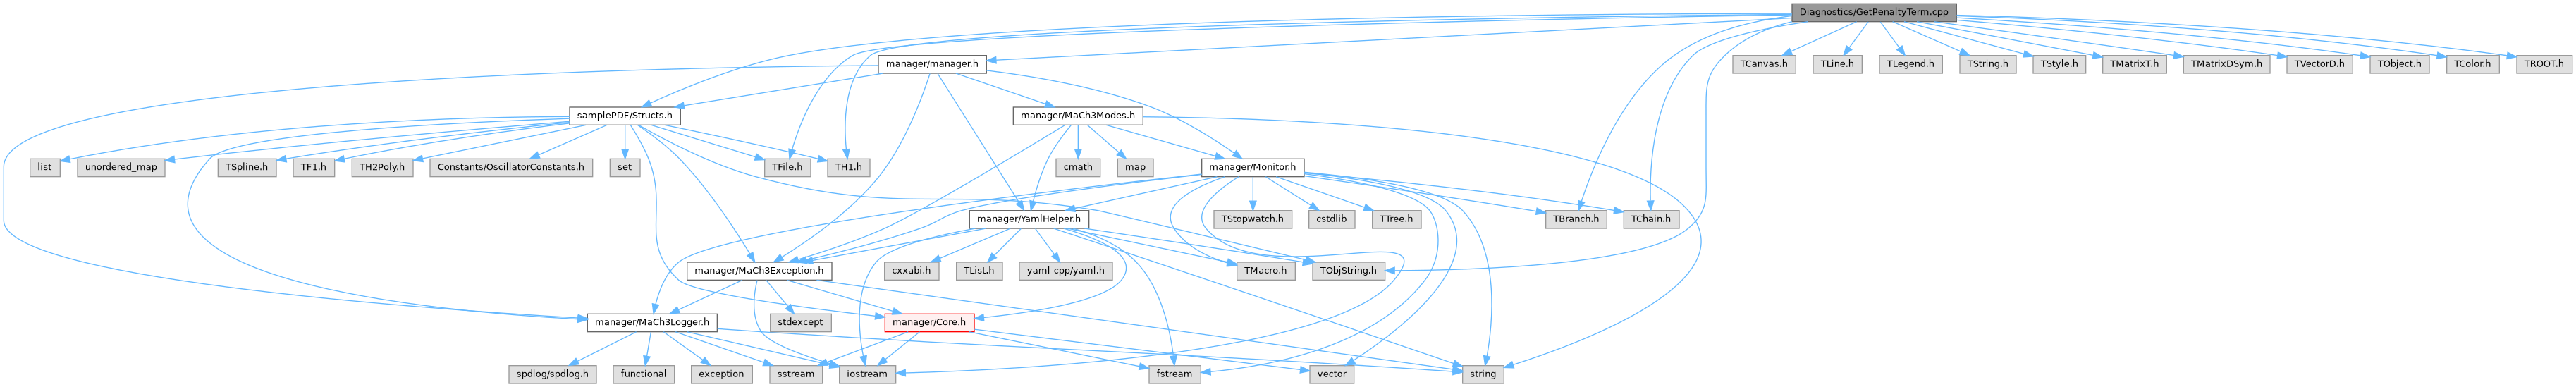 Diagnostics/GetPenaltyTerm.cpp
manager/manager.h
TCanvas.h
TLine.h
TLegend.h
TString.h
TStyle.h
TMatrixT.h
TMatrixDSym.h
TVectorD.h
TObject.h
TColor.h
TROOT.h
samplePDF/Structs.h
manager/MaCh3Modes.h
list
unordered_map
TSpline.h
TF1.h
TH2Poly.h
Constants/OscillatorConstants.h
set
TFile.h
TH1.h
cmath
map
manager/Monitor.h
manager/YamlHelper.h
TStopwatch.h
cstdlib
TTree.h
TBranch.h
TChain.h
manager/MaCh3Exception.h
cxxabi.h
TList.h
yaml-cpp/yaml.h
TMacro.h
TObjString.h
manager/MaCh3Logger.h
stdexcept
manager/Core.h
spdlog/spdlog.h
functional
exception
sstream
iostream
fstream
vector
string